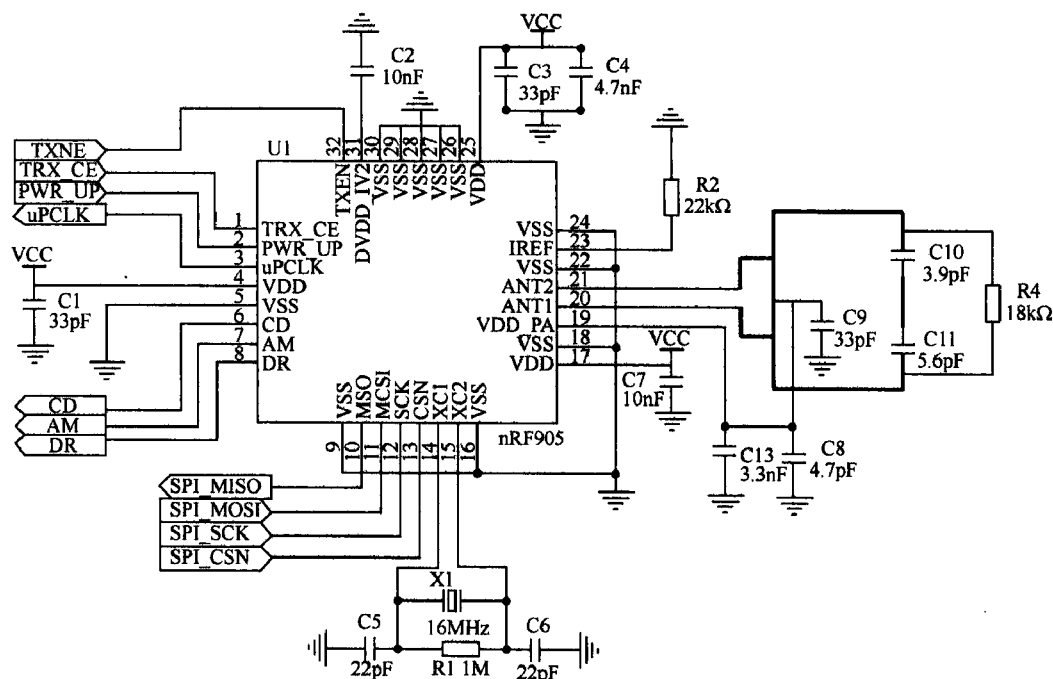 VCC
C2
10nF
C3
33pF
C4
4.7nF
TXNE
TRX_CE
PWR_UP
uPCLK
U1
32
31
30
29
28
27
26
25
TXEN
DVDD_IV2
VSS
VSS
VSS
VSS
VSS
VDD
R2
22kΩ
1
2
3
4
5
6
7
8
TRX_CE
PWR_UP
uPCLK
VDD
VSS
CD
AM
DR
VSS
IREF
VSS
ANT2
ANT1
VDD_PA
VSS
VDD
24
23
22
21
20
19
18
17
VCC
C1
33pF
C10
3.9pF
R4
18kΩ
C9
33pF
C11
5.6pF
VCC
C7
10nF
CD
AM
DR
VSS
MSO
MCSI
SCK
CSN
XC1
XC2
VSS
nRF905
9
10
11
12
13
14
15
16
C13
3.3nF
C8
4.7pF
SPI_MISO
SPI_MOSI
SPI_SCK
SPI_CSN
X1
16MHz
C5
22pF
R1 1M
C6
22pF